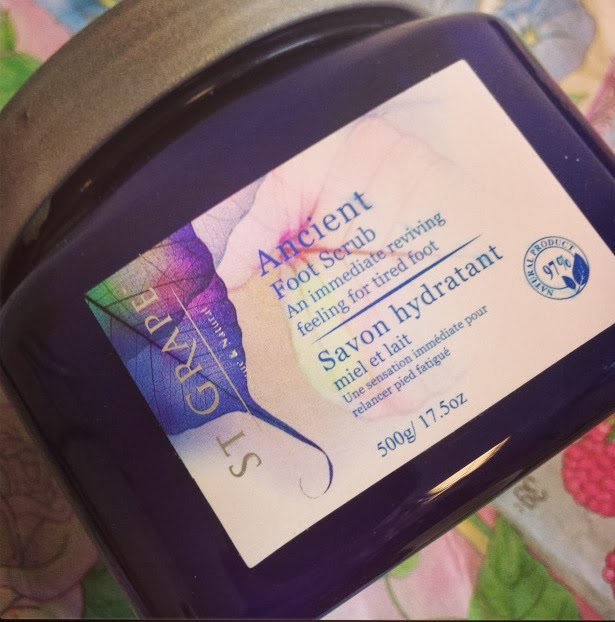 Ancient
Foot Scrub
An immediate reviving
feeling for tired foot
Savon hydratant
miel et lait
Une sensation immédiate pour
relancer pied fatigué
500g/ 17.5oz
ST GRAPE
& Natural
NATURAL PRODUCT
97%